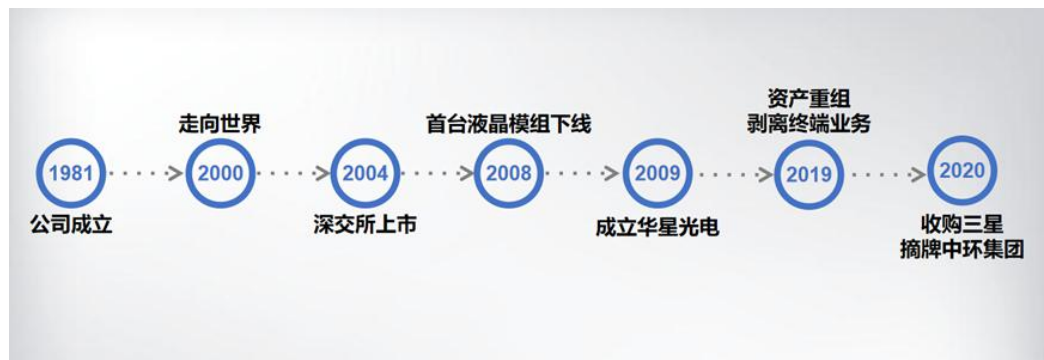 1981
公司成立
走向世界
2000
2004
深交所上市
首台液晶模组下线
2008
2009
成立华星光电
资产重组
剥离终端业务
2019
2020
收购三星
摘牌中环集团